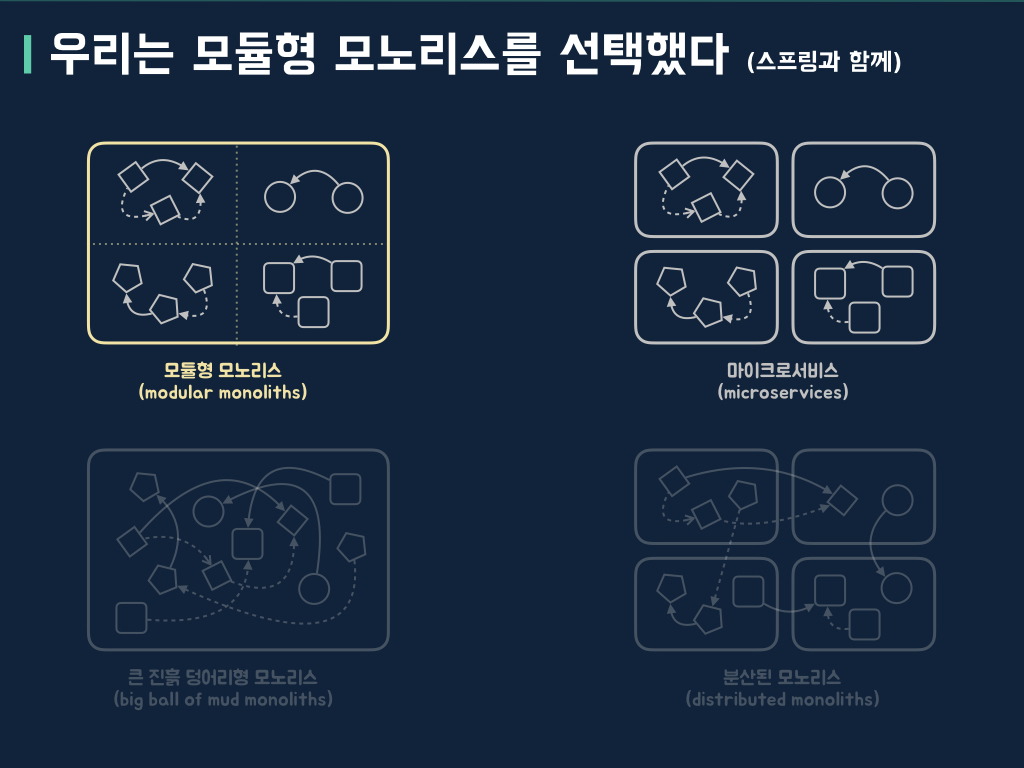 우리는 모듈형 모노리스를 선택했다 (스프링과 함께)
모듈형 모노리스
(modular monoliths)
마이크로서비스
(microservices)
큰 진흙 덩어리형 모노리스
(big ball of mud monoliths)
분산된 모노리스
(distributed monoliths)